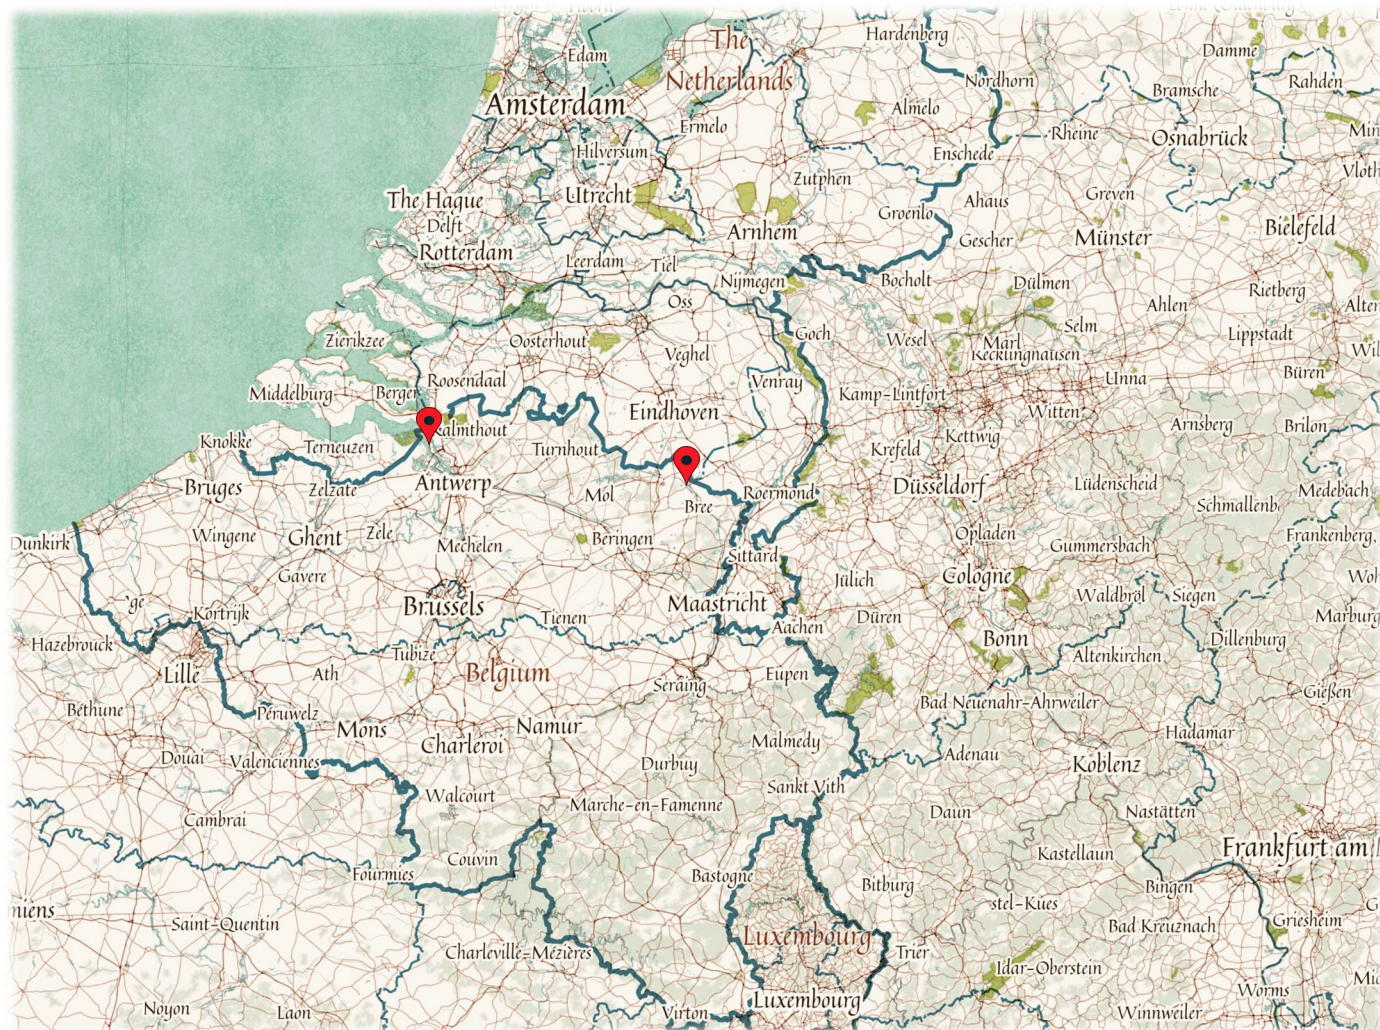 Hardenberg
Damme
The
Netherlands
Edam
Nordhorn
Rahden
Bramsche
Amsterdam
Almelo
Ermelo
Rheine
Osnabrück
Hilversum
Enschede
Zutphen
Utrecht
Greven
The Hague
Ahaus
Groenlo
Delft
Arnhem
Gescher
Münster
Bielefeld
Rotterdam
Leerdam
Tiel
Nijmegen
Bocholt
Dülmen
Rietberg
Oss
Ahlen
Selm
Lippstadt
Zierikzee
Oosterhout
Goch
Wesel
Marl
Recklinghausen
Veghel
Roosendaal
Venray
Unna
Büren
Middelburg
Berger
Kamp-Lintfort
Eindhoven
Witten
Kalmthout
Arnsberg
Brilon
Knokke
Terneuzen
Turnhout
Krefeld
Kettwig
Bruges
Zelzate
Antwerp
Mol
Roermond
Düsseldorf
Lüdenscheid
Medebach
Bree
Schmallenb
Dunkirk
Wingene
Ghent
Zele
Mechelen
Beringen
Opladen
Gummersbach
Frankenberg
Sittard
Gavere
Jülich
Cologne
Kortrijk
Brussels
Maastricht
Waldbröl
Siegen
Tienen
Düren
Marburg
Hazebrouck
Aachen
Bonn
Dillenburg
Tubize
Altenkirchen
Lille
Ath
Belgium
Seraing
Eupen
Gießen
Béthune
Péruwelz
Bad Neuenahr-Ahrweiler
Mons
Namur
Charleroi
Malmedy
Hadamar
Douai
Valenciennes
Durbuy
Adenau
Koblenz
Walcourt
Marche-en-Famenne
Sankt Vith
Daun
Nastätten
Cambrai
Frankfurt am
Couvin
Kastellaun
Fourmies
Bastogne
Bitburg
Bingen
miens
stel-Kues
Saint-Quentin
Griesheim
Bad Kreuznach
Luxembourg
Charleville-Mézières
Trier
Idar-Oberstein
Worms
Noyon
Laon
Virton
Luxembourg
Winnweiler